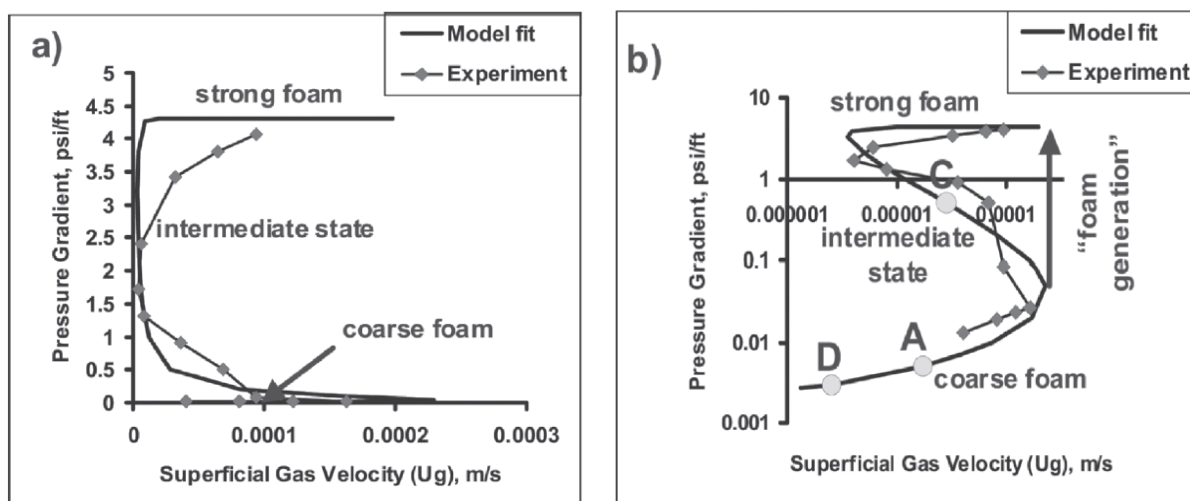 a)
Model fit
Experiment
5
4.5
4
3.5
3
2.5
2
1.5
1
0.5
0
Pressure Gradient, psi/ft
strong foam
intermediate state
coarse foam
0 0.0001 0.0002 0.0003
Superficial Gas Velocity (Ug), m/s
b)
Model fit
Experiment
10
1
0.1
0.01
0.001
Pressure Gradient, psi/ft
strong foam
C
0.000001 0.00001 0.0001
intermediate
state
"foam
generation"
A
D
coarse foam
Superficial Gas Velocity (Ug), m/s